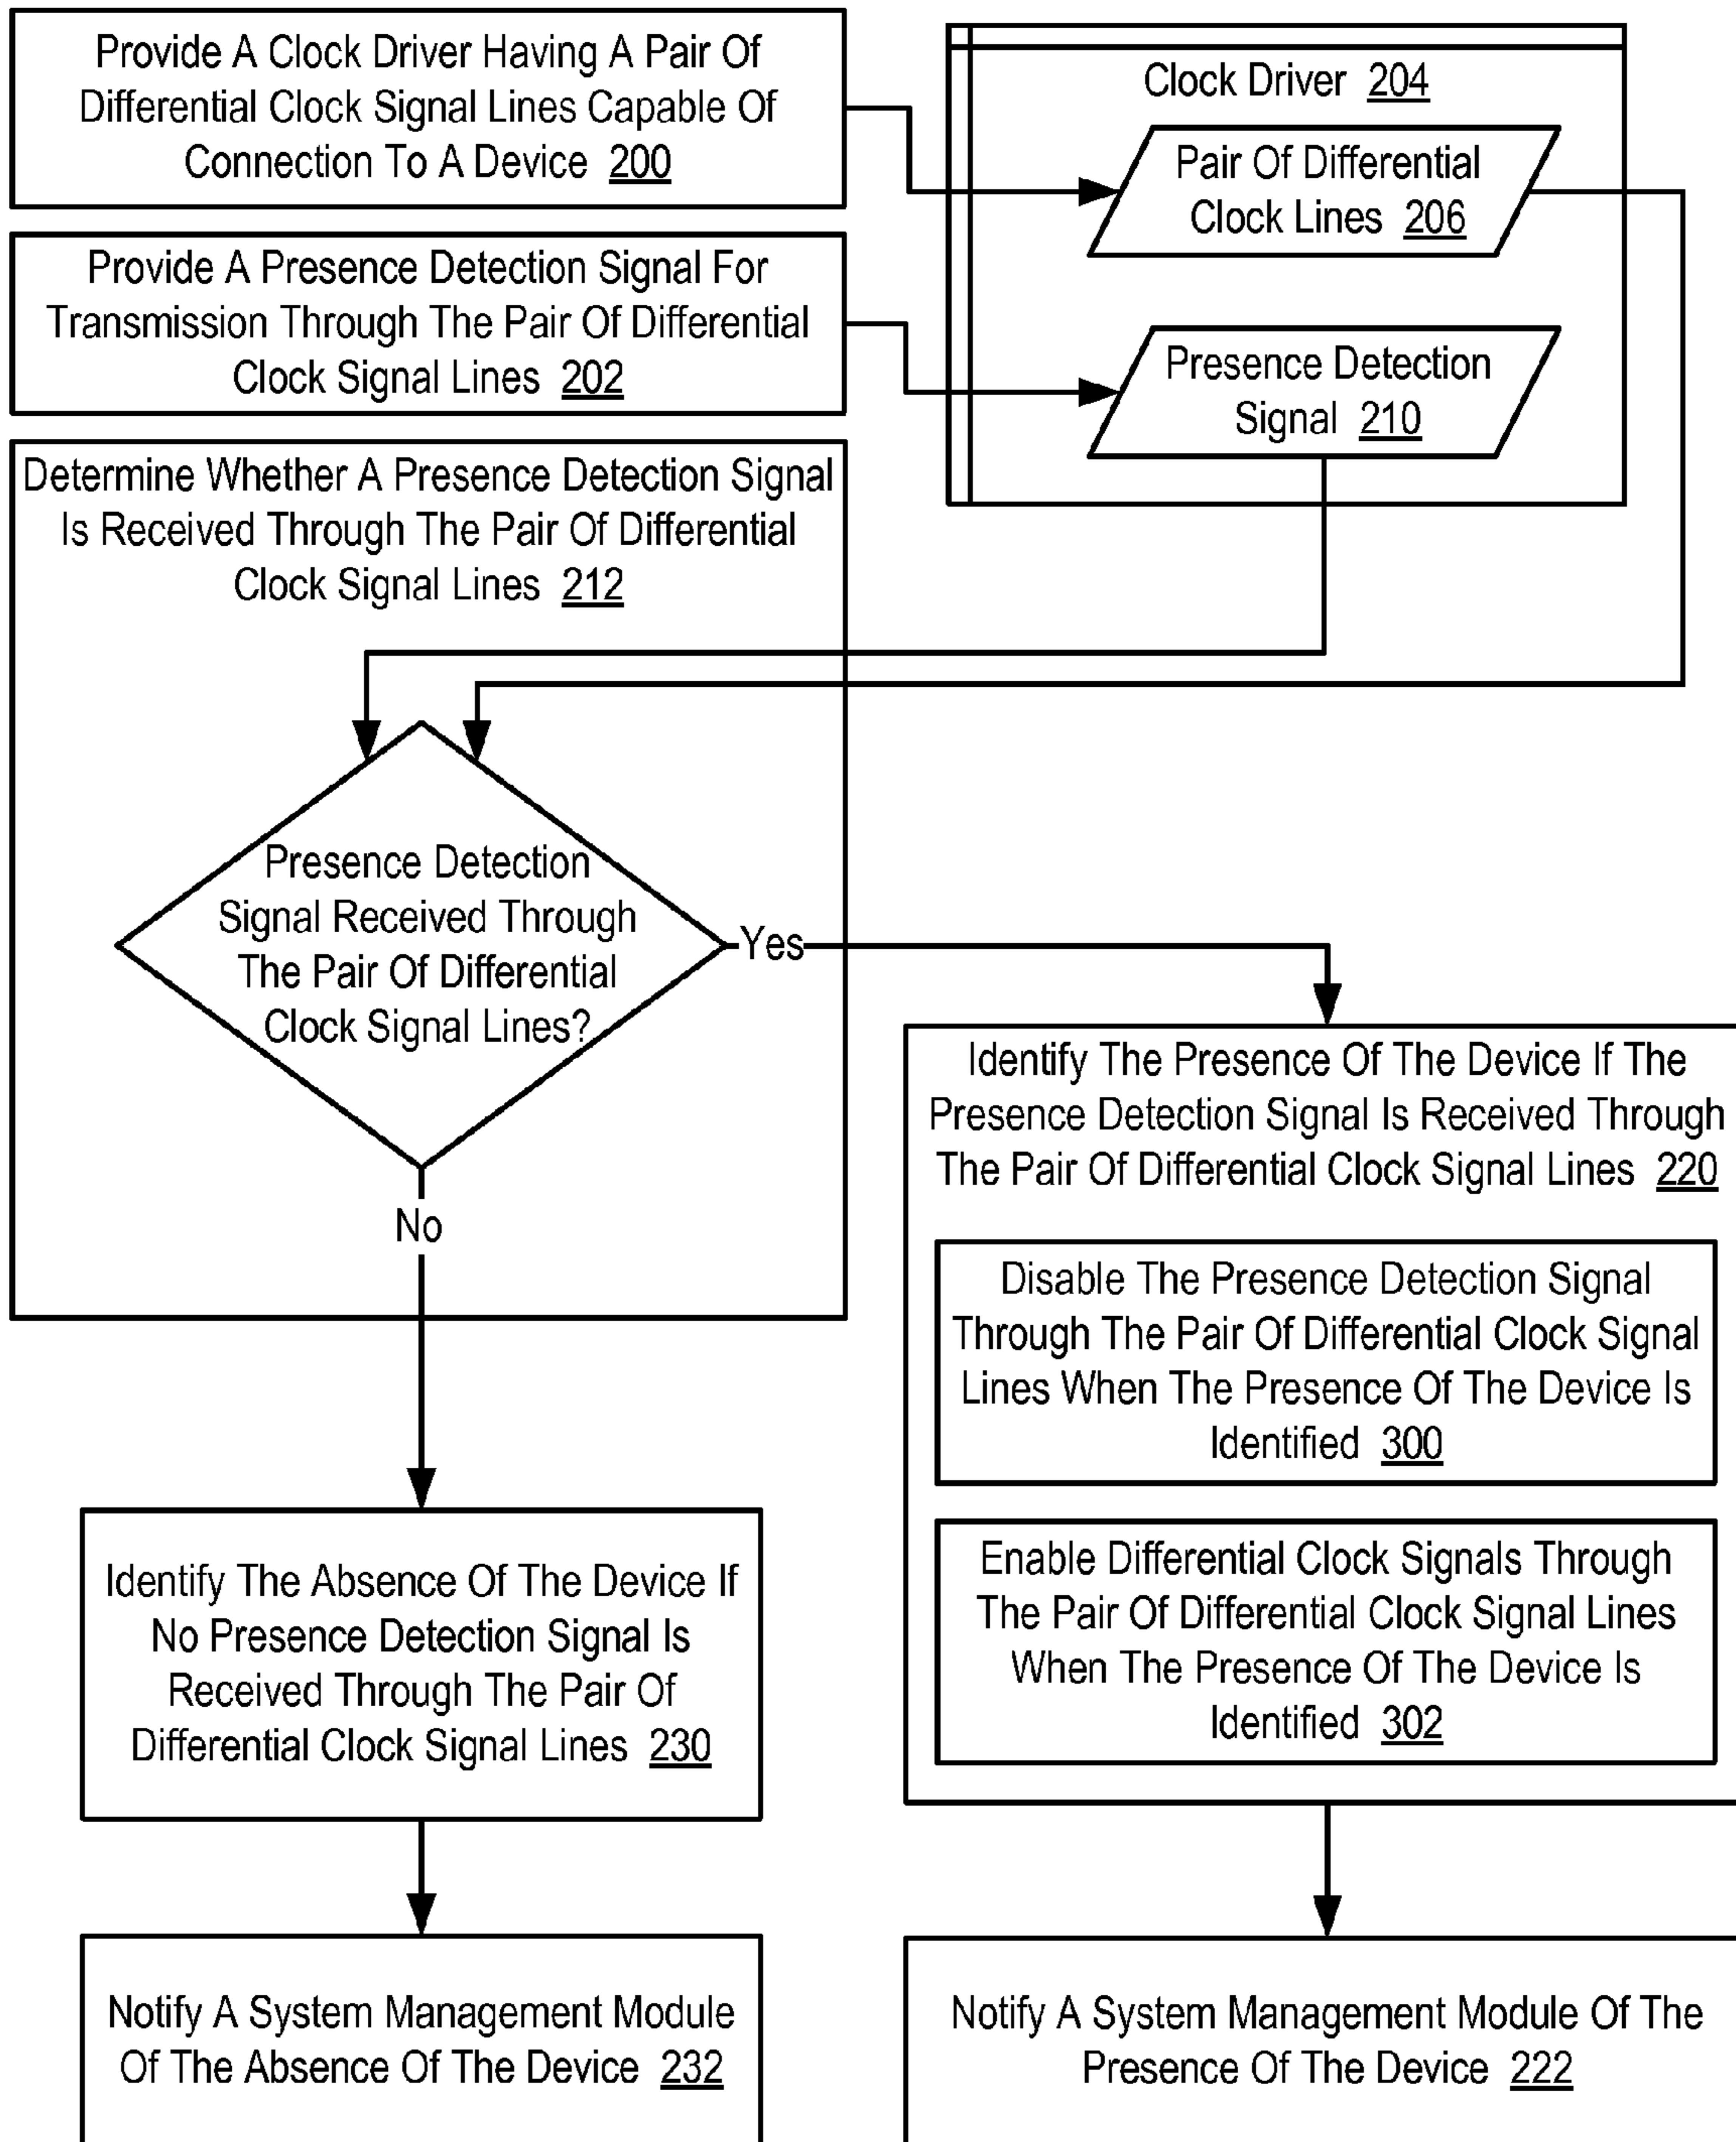 Provide A Clock Driver Having A Pair Of
Differential Clock Signal Lines Capable Of
Connection To A Device 200
Clock Driver 204
Pair Of Differential
Clock Lines 206
Provide A Presence Detection Signal For
Transmission Through The Pair Of Differential
Clock Signal Lines 202
Presence Detection
Signal 210
Determine Whether A Presence Detection Signal
Is Received Through The Pair Of Differential
Clock Signal Lines 212
Presence Detection
Signal Received Through
The Pair Of Differential
Clock Signal Lines?
Yes
No
Identify The Presence Of The Device If The
Presence Detection Signal Is Received Through
The Pair Of Differential Clock Signal Lines 220
Disable The Presence Detection Signal
Through The Pair Of Differential Clock Signal
Lines When The Presence Of The Device Is
Identified 300
Enable Differential Clock Signals Through
The Pair Of Differential Clock Signal Lines
When The Presence Of The Device Is
Identified 302
Identify The Absence Of The Device If
No Presence Detection Signal Is
Received Through The Pair Of
Differential Clock Signal Lines 230
Notify A System Management Module
Of The Absence Of The Device 232
Notify A System Management Module Of The
Presence Of The Device 222